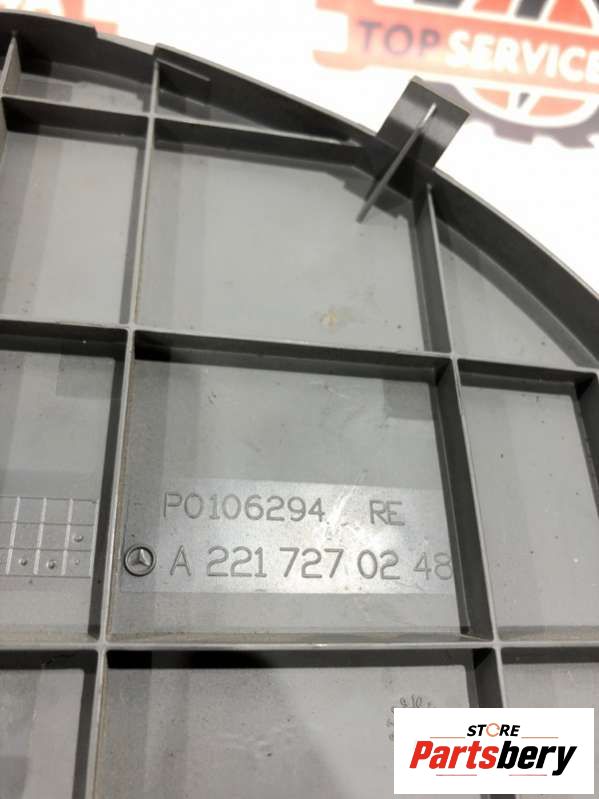 TOP SERVICE
P0106294 RE
A 221 727 02 48
STORE
Partsbery